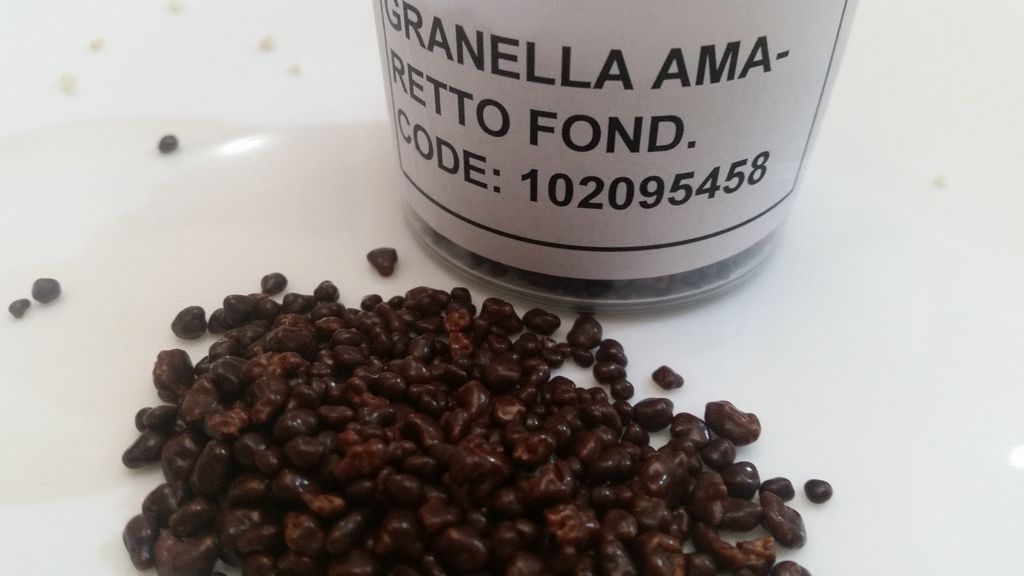 GRANELLA AMA-
RETTO FOND.
CODE: 102095458